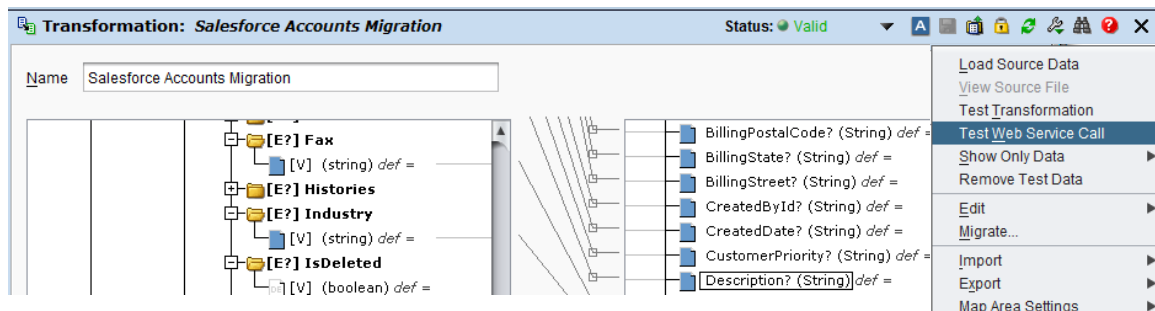 Transformation: Salesforce Accounts Migration
Status: Valid
A
?
Name Salesforce Accounts Migration
[E?] Fax
[V] (string) def =
[E?] Histories
[E?] Industry
[V] (string) def =
[E?] IsDeleted
[V] (boolean) def =
BillingPostalCode? (String) def =
BillingState? (String) def =
BillingStreet? (String) def =
CreatedById? (String) def =
CreatedDate? (String) def =
CustomerPriority? (String) def =
Description? (String) def =
Load Source Data
View Source File
Test Transformation
Test Web Service Call
Show Only Data
Remove Test Data
Edit
Migrate...
Import
Export
Map Area Settings